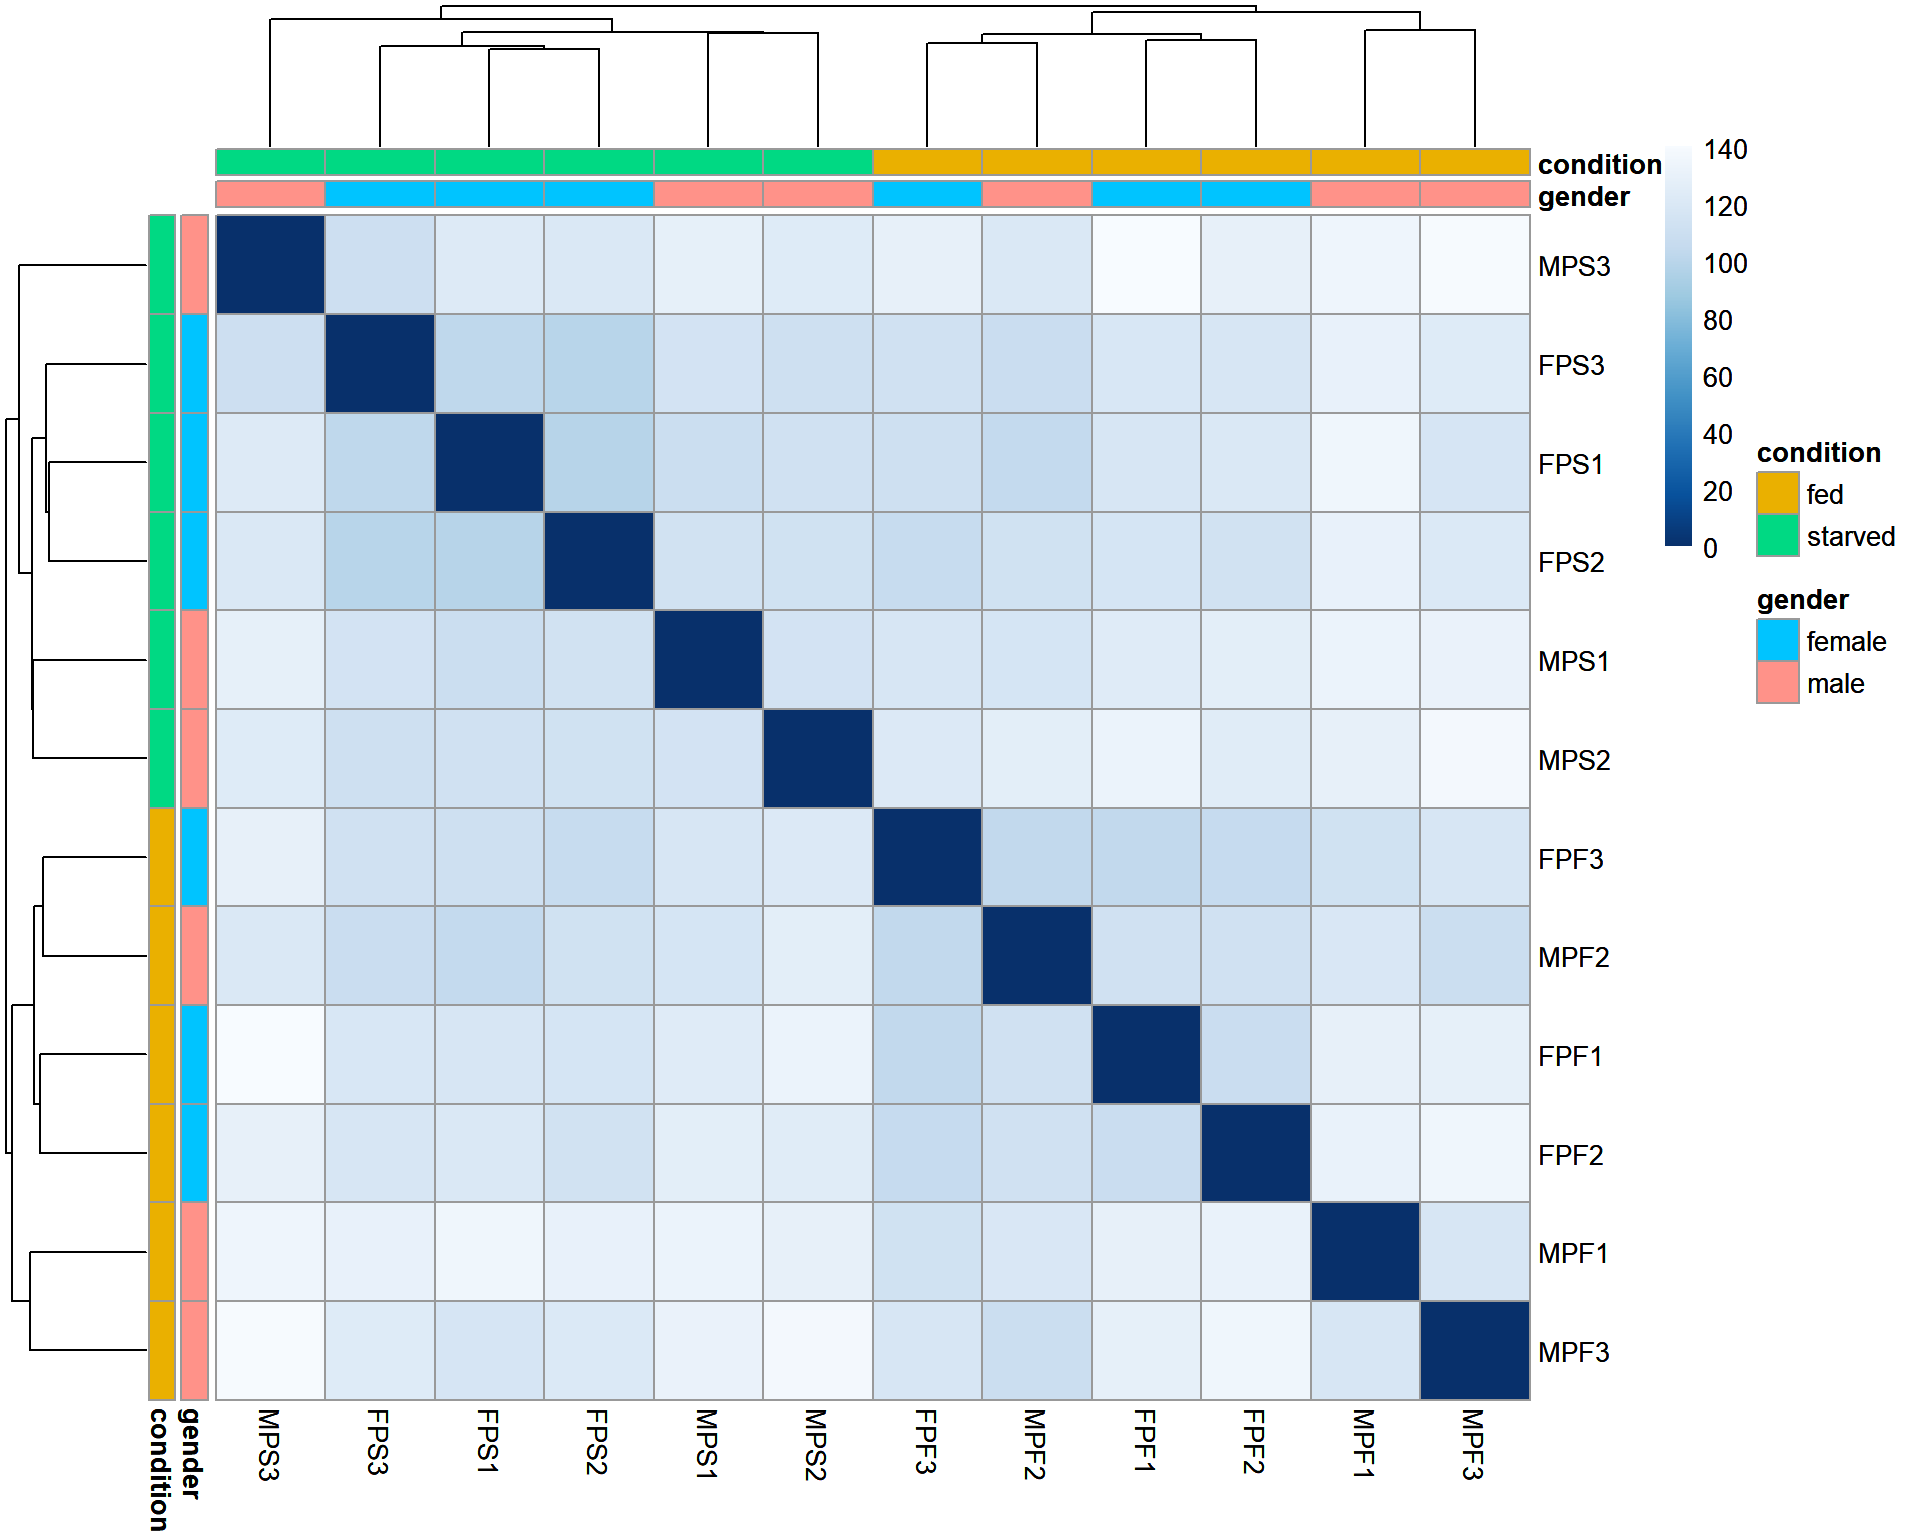 condition
gender
MPS3
FPS3
FPS1
FPS2
MPS1
MPS2
FPF3
MPF2
FPF1
FPF2
MPF1
MPF3
140
120
100
80
60
40
20
0
condition
fed
starved
gender
female
male
condition
gender
MPS3
FPS3
FPS1
FPS2
MPS1
MPS2
FPF3
MPF2
FPF1
FPF2
MPF1
MPF3